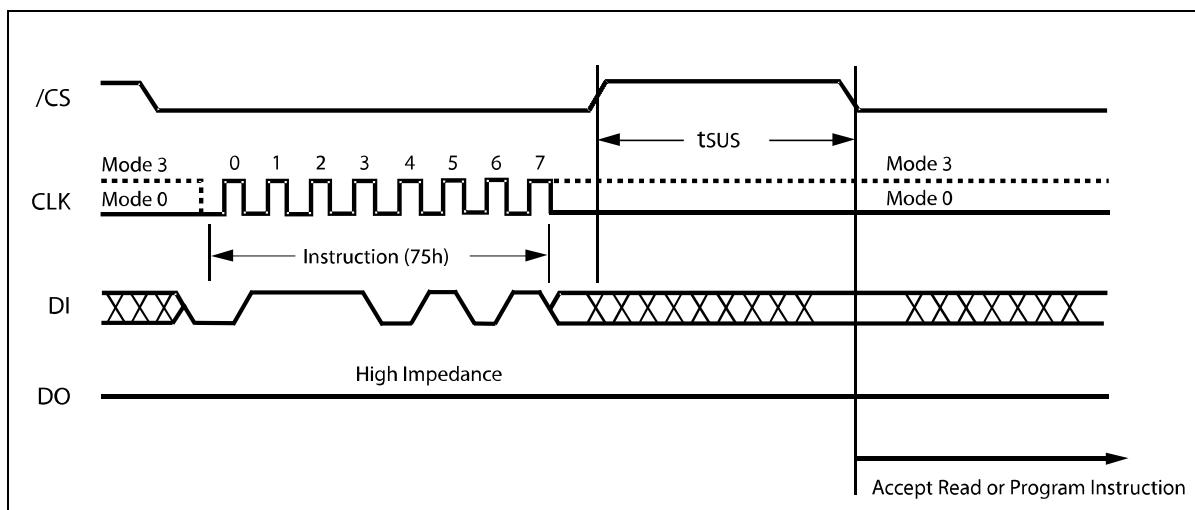 /CS
tSUS
Mode 3 0 1 2 3 4 5 6 7 Mode 3
CLK Mode 0 Mode 0
Instruction (75h)
DI
High Impedance
DO
Accept Read or Program Instruction